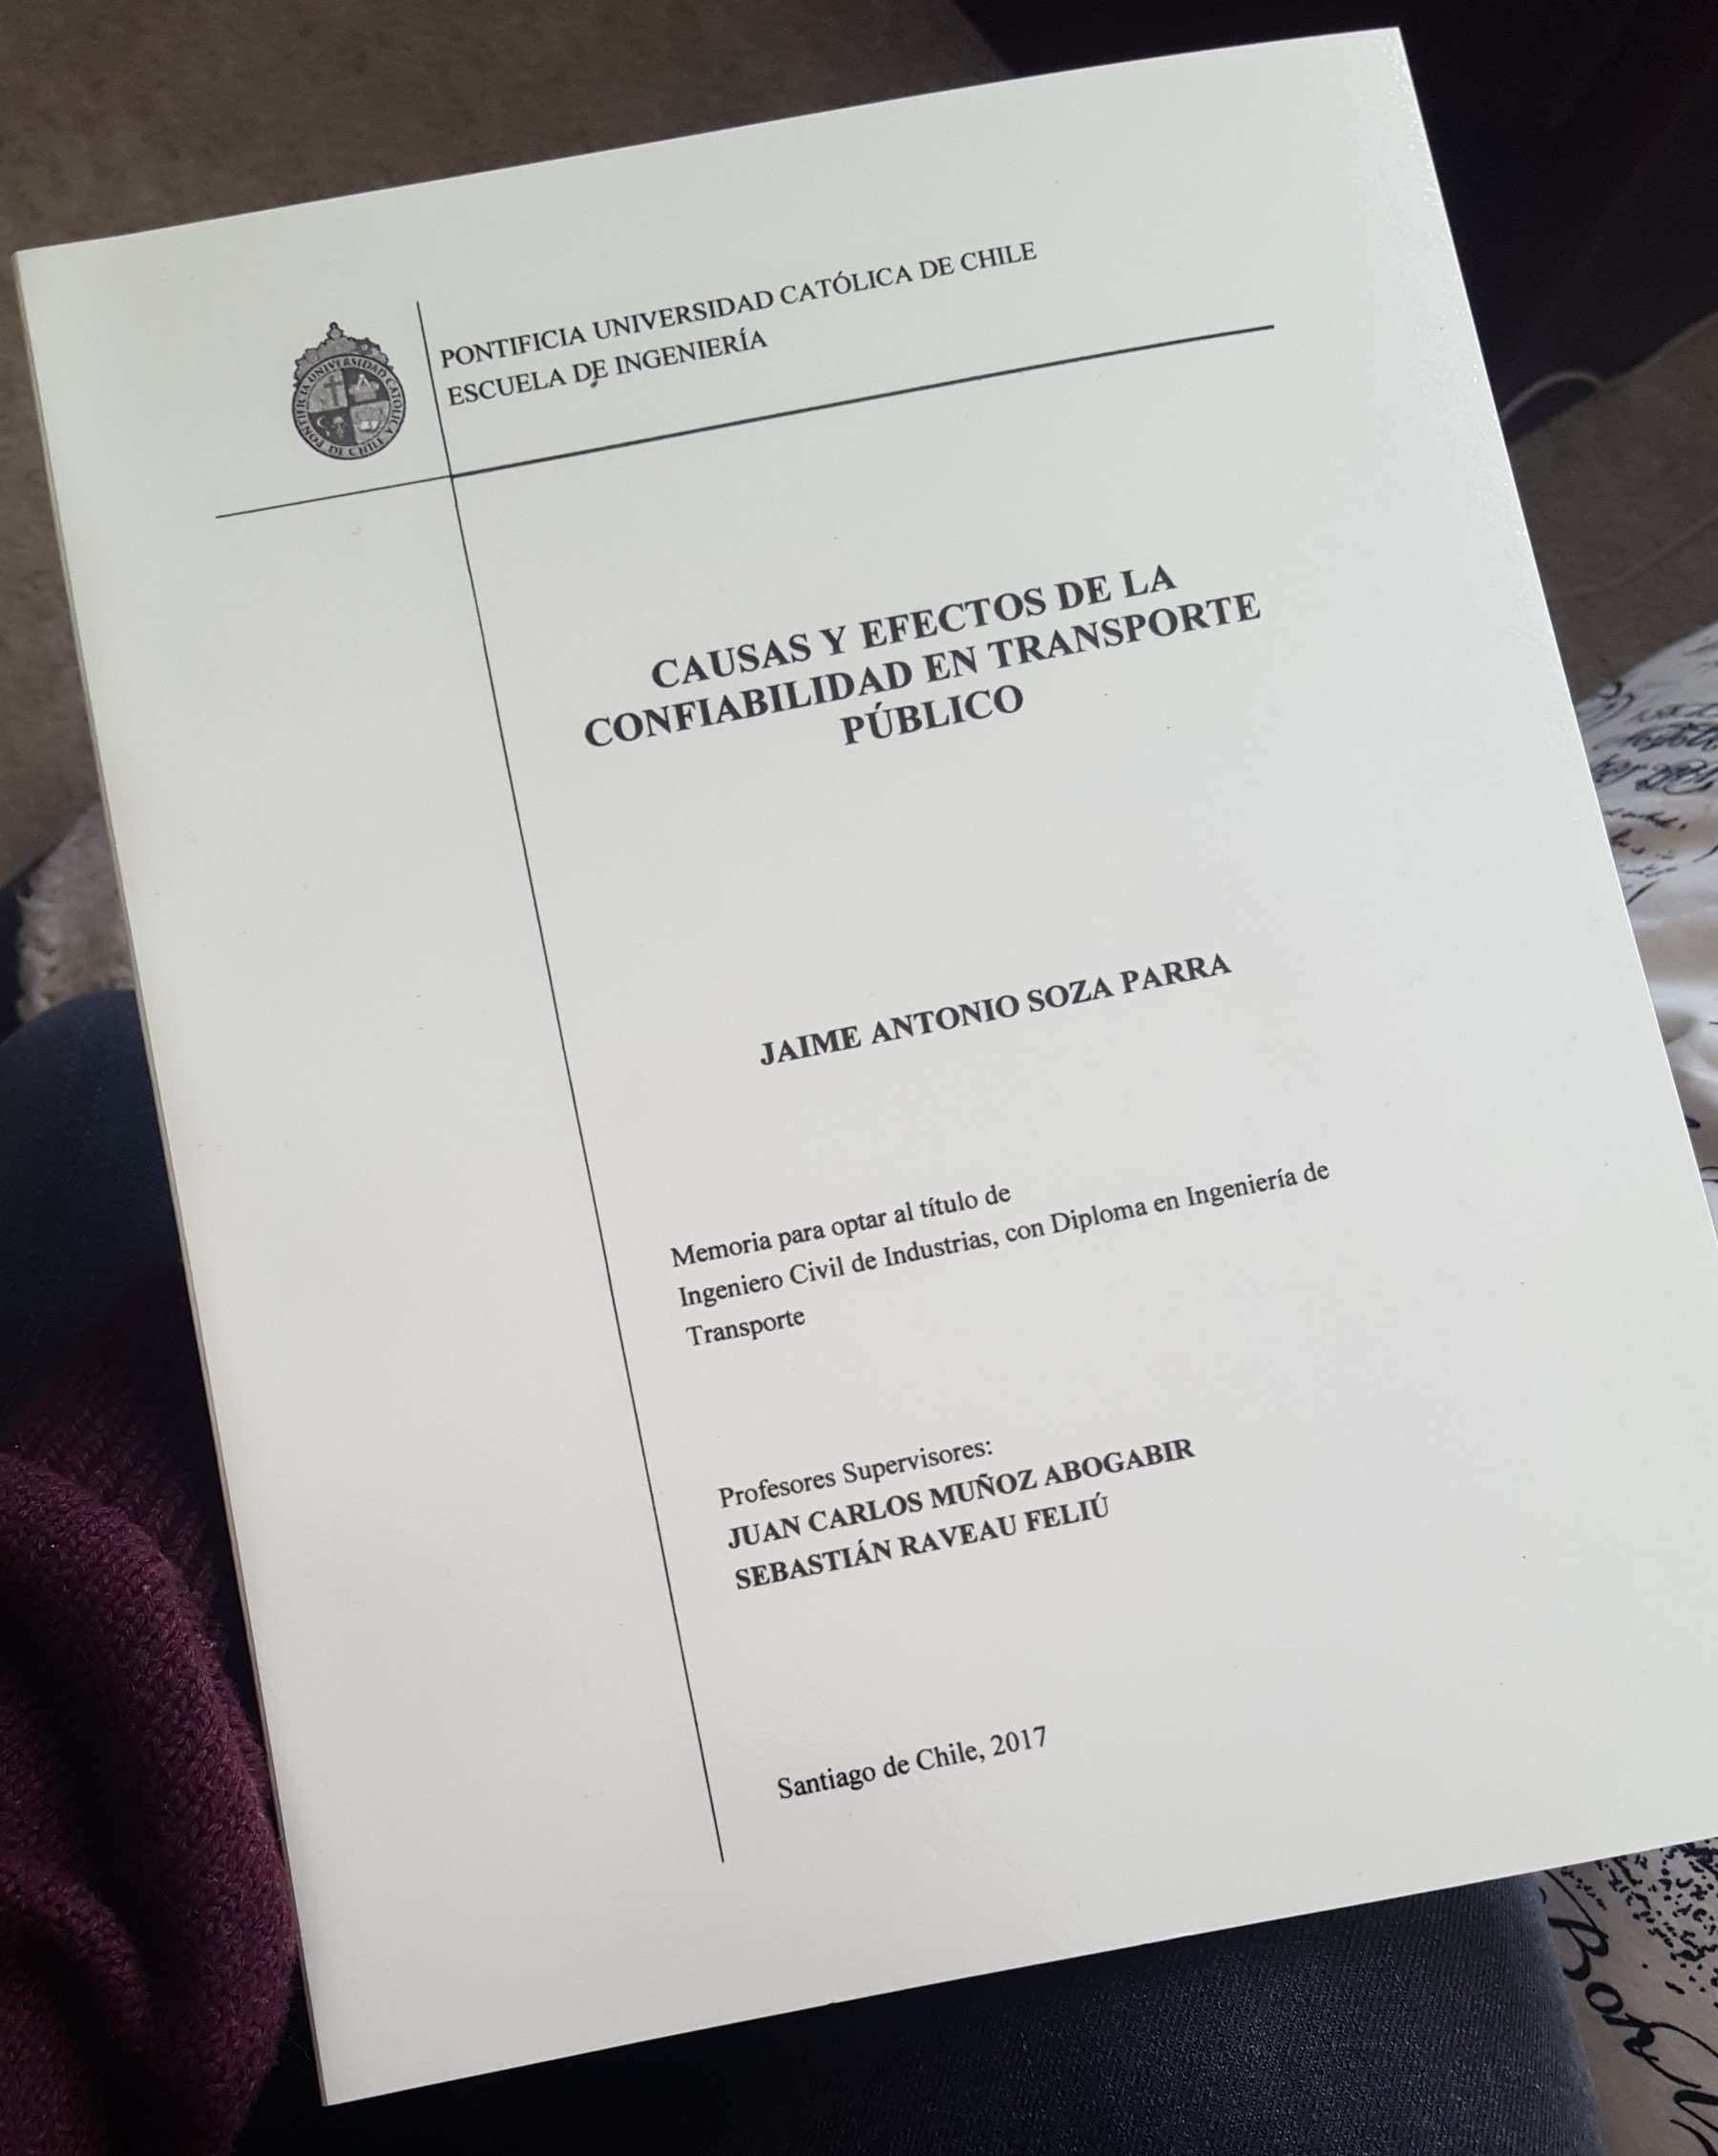 PONTIFICIA UNIVERSIDAD CATÓLICA DE CHILE
ESCUELA DE INGENIERÍA
PONTIFICIA UNIVERSIDAD CATOLICA DE CHILE
CAUSAS Y EFECTOS DE LA
CONFIABILIDAD EN TRANSPORTE
PÚBLICO
JAIME ANTONIO SOZA PARRA
Memoria para optar al título de
Ingeniero Civil de Industrias, con Diploma en Ingeniería de
Transporte
Profesores Supervisores:
JUAN CARLOS MUÑOZ ABOGABIR
SEBASTIÁN RAVEAU FELIÚ
Santiago de Chile, 2017
Bon